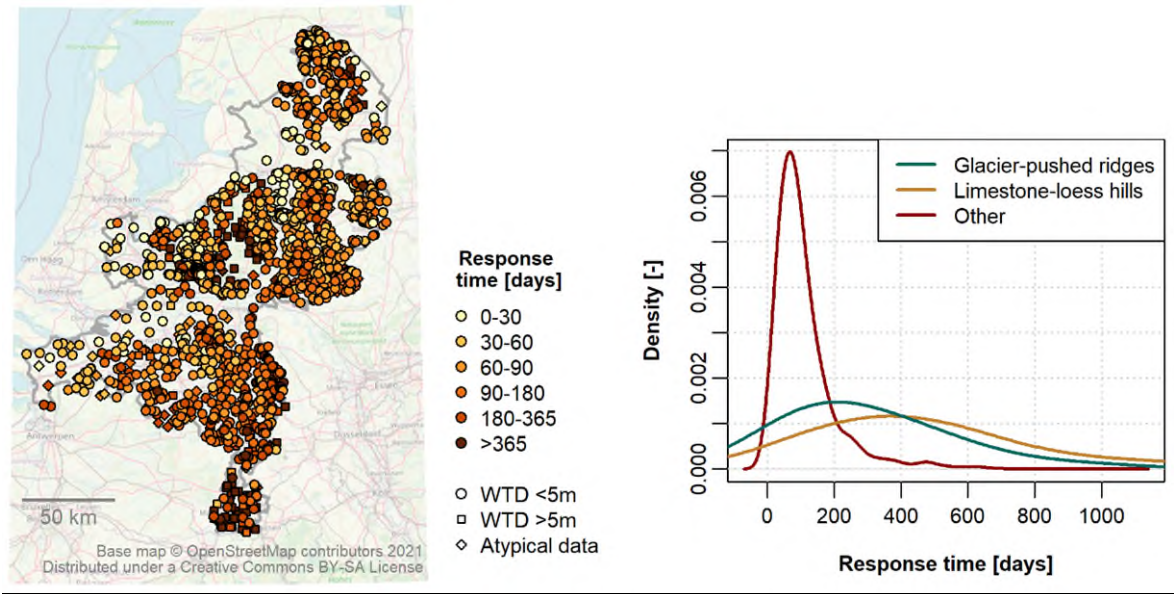 Amsterdam
Den Haag
Antwerpen
Essen
Düsseldorf
50 km
Base map © OpenStreetMap contributors 2021
Distributed under a Creative Commons BY-SA License
Response
time [days]
0-30
30-60
60-90
90-180
180-365
>365
WTD <5m
WTD >5m
Atypical data
Glacier-pushed ridges
Limestone-loess hills
Other
Density [-]
0.006
0.004
0.002
0.000
0 200 400 600 800 1000
Response time [days]